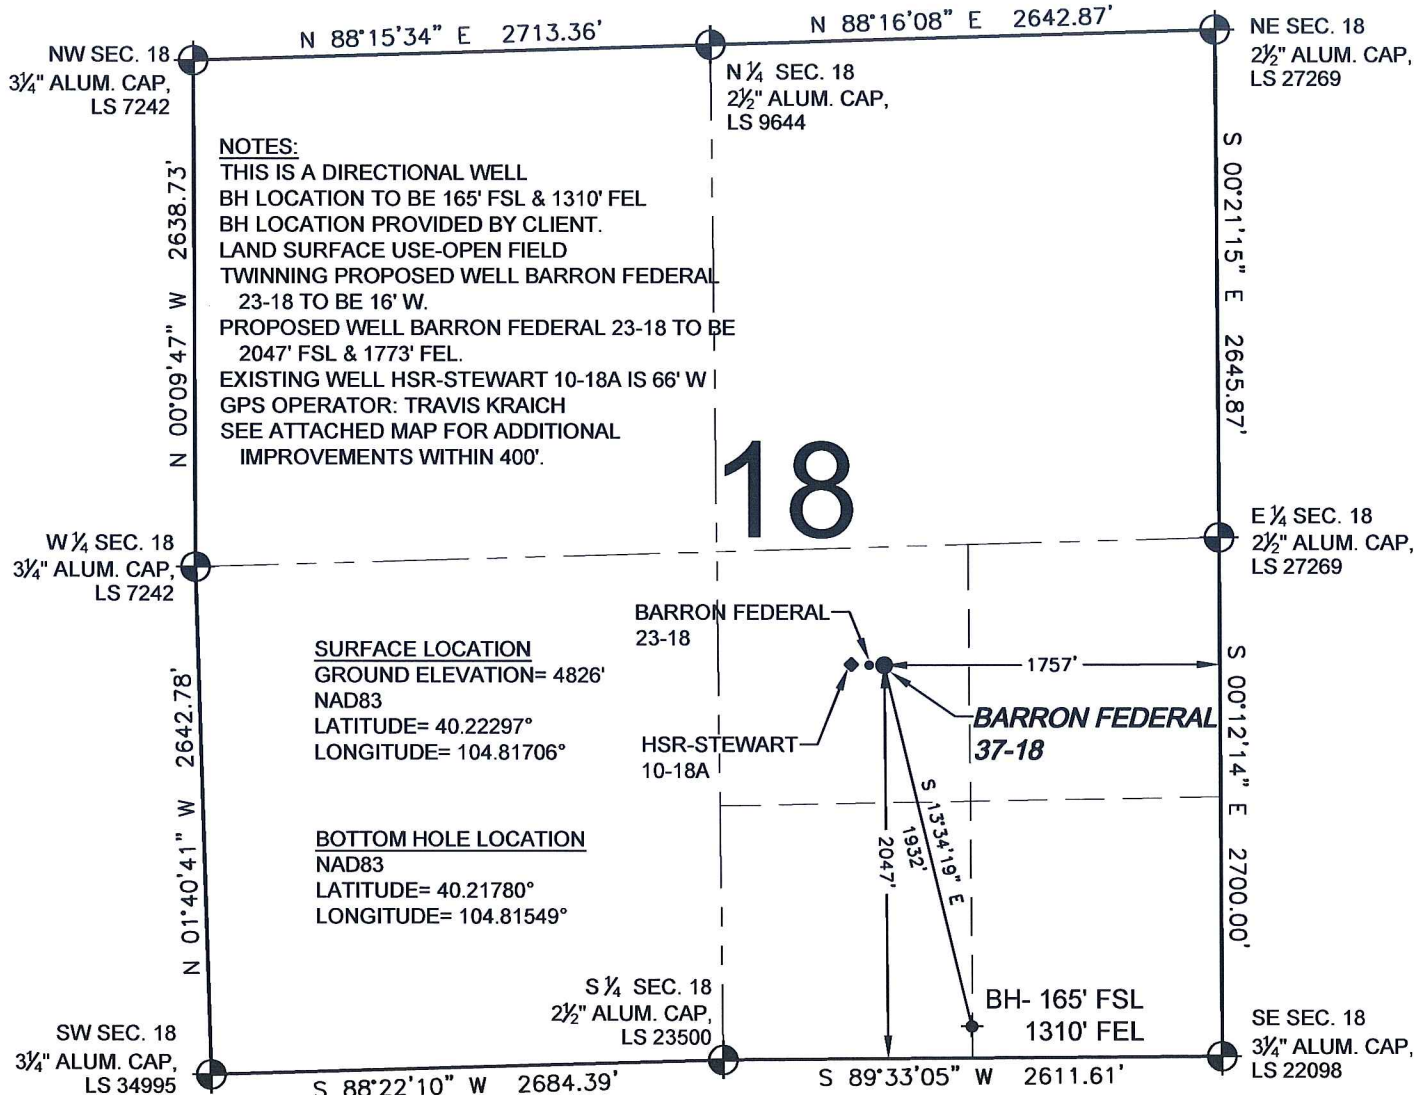 N 88°15'34" E 2713.36'
N 88°16'08" E 2642.87'
NW SEC. 18
3¼" ALUM. CAP,
LS 7242
N ¼ SEC. 18
2½" ALUM. CAP,
LS 9644
NE SEC. 18
2½" ALUM. CAP,
LS 27269
N 00°09'47" W 2638.73'
NOTES:
THIS IS A DIRECTIONAL WELL
BH LOCATION TO BE 165' FSL & 1310' FEL
BH LOCATION PROVIDED BY CLIENT.
LAND SURFACE USE-OPEN FIELD
TWINNING PROPOSED WELL BARRON FEDERAL
23-18 TO BE 16' W.
PROPOSED WELL BARRON FEDERAL 23-18 TO BE
2047' FSL & 1773' FEL.
EXISTING WELL HSR-STEWART 10-18A IS 66' W
GPS OPERATOR: TRAVIS KRAICH
SEE ATTACHED MAP FOR ADDITIONAL
IMPROVEMENTS WITHIN 400'.
S 00°21'15" E 2645.87'
18
W ¼ SEC. 18
3¼" ALUM. CAP,
LS 7242
E ¼ SEC. 18
2½" ALUM. CAP,
LS 27269
N 01°40'41" W 2642.78'
SURFACE LOCATION
GROUND ELEVATION= 4826'
NAD83
LATITUDE= 40.22297°
LONGITUDE= 104.81706°
BARRON FEDERAL
23-18
1757'
BARRON FEDERAL
37-18
HSR-STEWART
10-18A
S 13°34'19" E
1932'
2047'
S 00°12'14" E 2700.00'
BOTTOM HOLE LOCATION
NAD83
LATITUDE= 40.21780°
LONGITUDE= 104.81549°
BH- 165' FSL
1310' FEL
SW SEC. 18
3¼" ALUM. CAP,
LS 34995
S ¼ SEC. 18
2½" ALUM. CAP,
LS 23500
SE SEC. 18
3¼" ALUM. CAP,
LS 22098
S 88°22'10" W 2684.39'
S 89°33'05" W 2611.61'